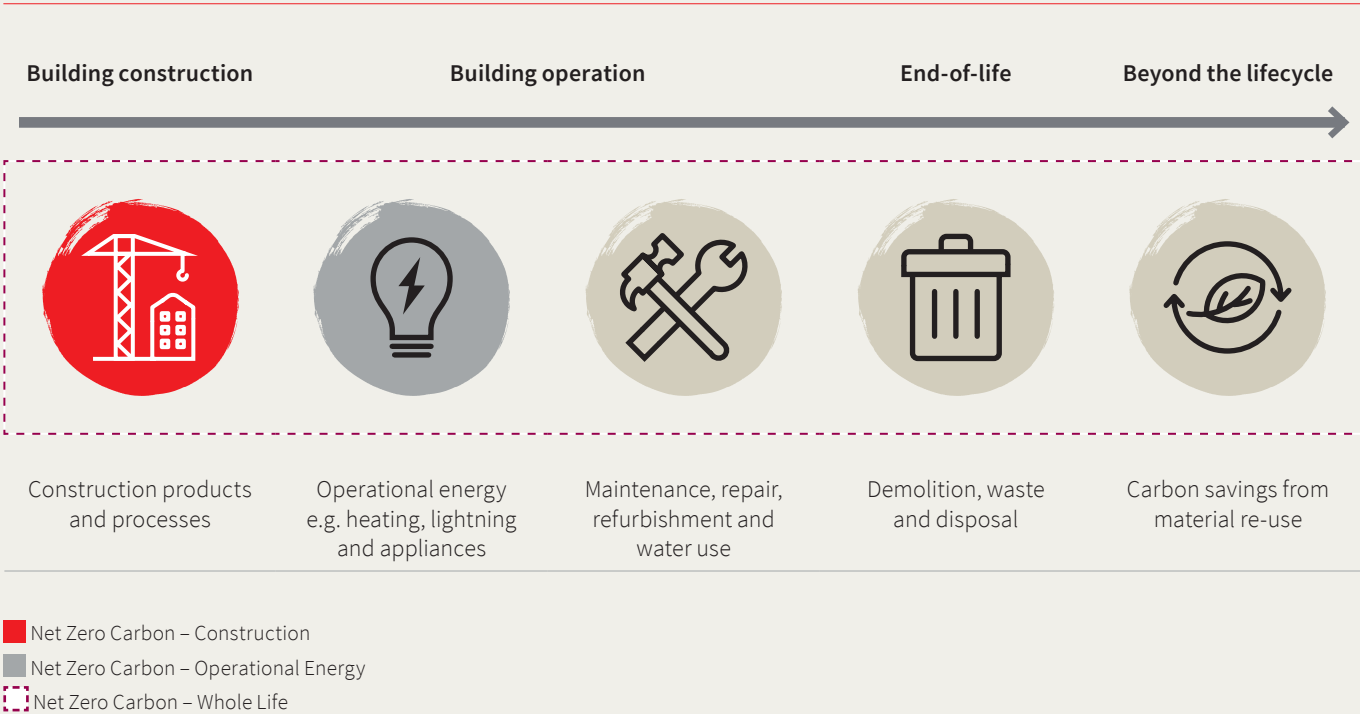 Building construction
Building operation
End-of-life
Beyond the lifecycle
Construction products
and processes
Operational energy
e.g. heating, lightning
and appliances
Maintenance, repair,
refurbishment and
water use
Demolition, waste
and disposal
Carbon savings from
material re-use
Net Zero Carbon – Construction
Net Zero Carbon – Operational Energy
Net Zero Carbon – Whole Life